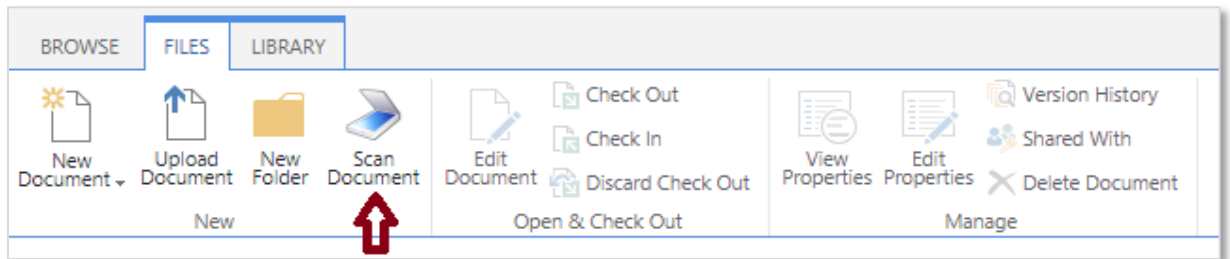 BROWSE FILES LIBRARY
New Document
Upload Document
New Folder
Scan Document
New
Edit Document
Check Out
Check In
Discard Check Out
Open & Check Out
View Properties
Edit Properties
Version History
Shared With
Delete Document
Manage